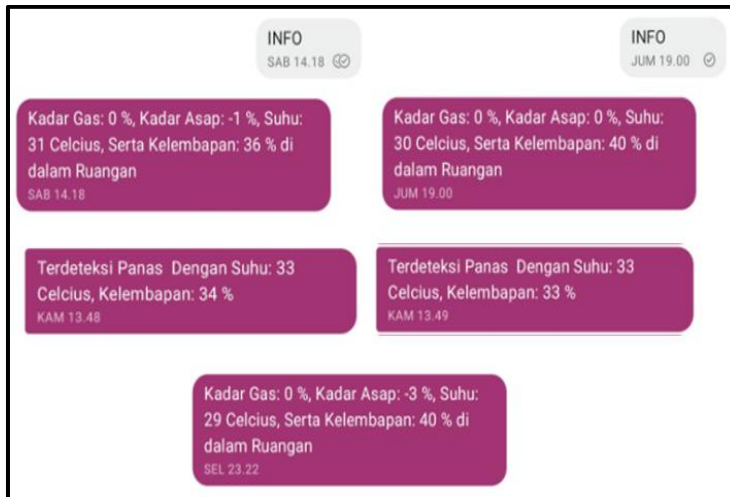 INFO
SAB 14.18
Kadar Gas: 0 %, Kadar Asap: -1 %, Suhu:
31 Celcius, Serta Kelembapan: 36 % di
dalam Ruangan
SAB 14.18
INFO
JUM 19.00
Kadar Gas: 0 %, Kadar Asap: 0 %, Suhu:
30 Celcius, Serta Kelembapan: 40 % di
dalam Ruangan
JUM 19.00
Terdeteksi Panas Dengan Suhu: 33
Celcius, Kelembapan: 34 %
KAM 13.48
Terdeteksi Panas Dengan Suhu: 33
Celcius, Kelembapan: 33 %
KAM 13.49
Kadar Gas: 0 %, Kadar Asap: -3 %, Suhu:
29 Celcius, Serta Kelembapan: 40 % di
dalam Ruangan
SEL 23.22